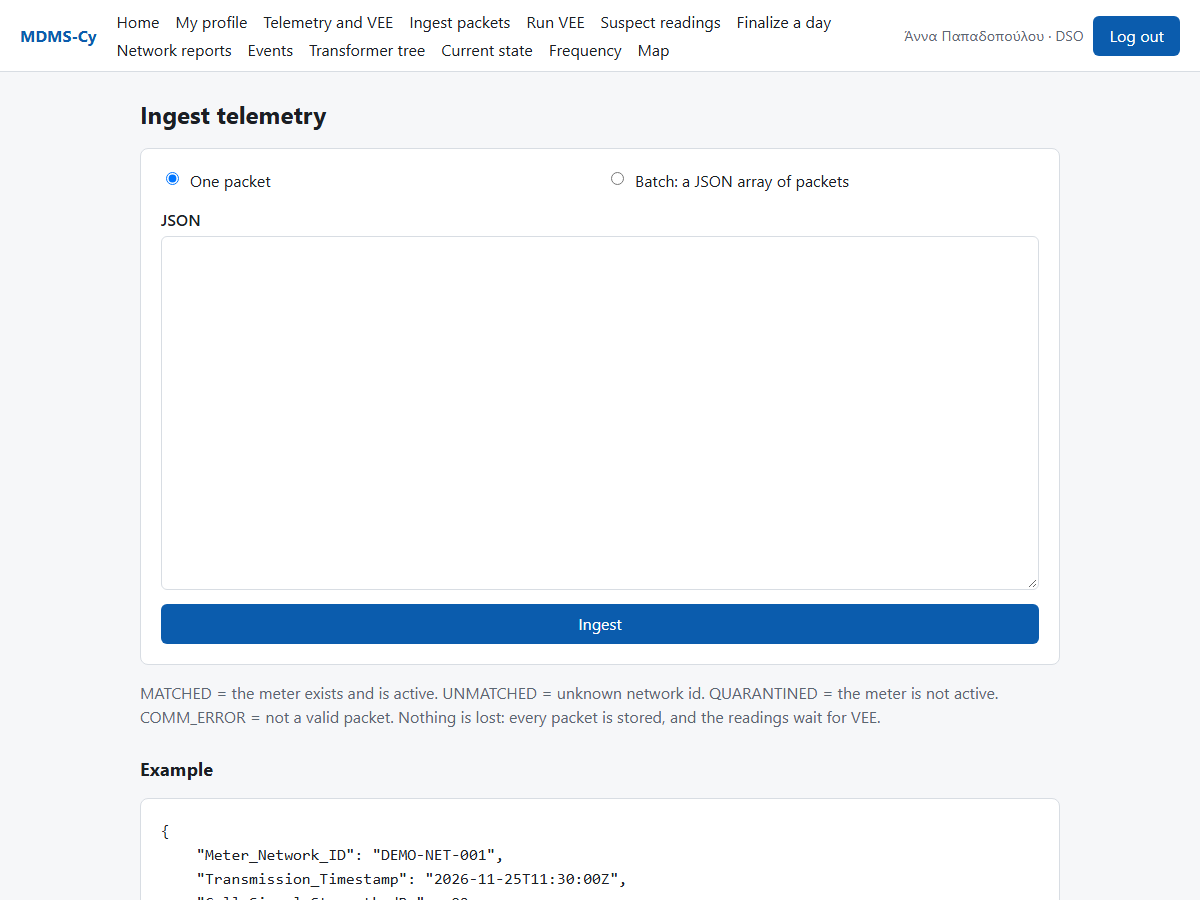 MDMS-Cy
Home My profile Telemetry and VEE Ingest packets Run VEE Suspect readings Finalize a day
Network reports Events Transformer tree Current state Frequency Map
Άννα Παπαδοπούλου · DSO
Log out
Ingest telemetry
One packet
Batch: a JSON array of packets
JSON
Ingest
MATCHED = the meter exists and is active. UNMATCHED = unknown network id. QUARANTINED = the meter is not active.
COMM_ERROR = not a valid packet. Nothing is lost: every packet is stored, and the readings wait for VEE.
Example
{
"Meter_Network_ID": "DEMO-NET-001",
"Transmission_Timestamp": "2026-11-25T11:30:00Z",